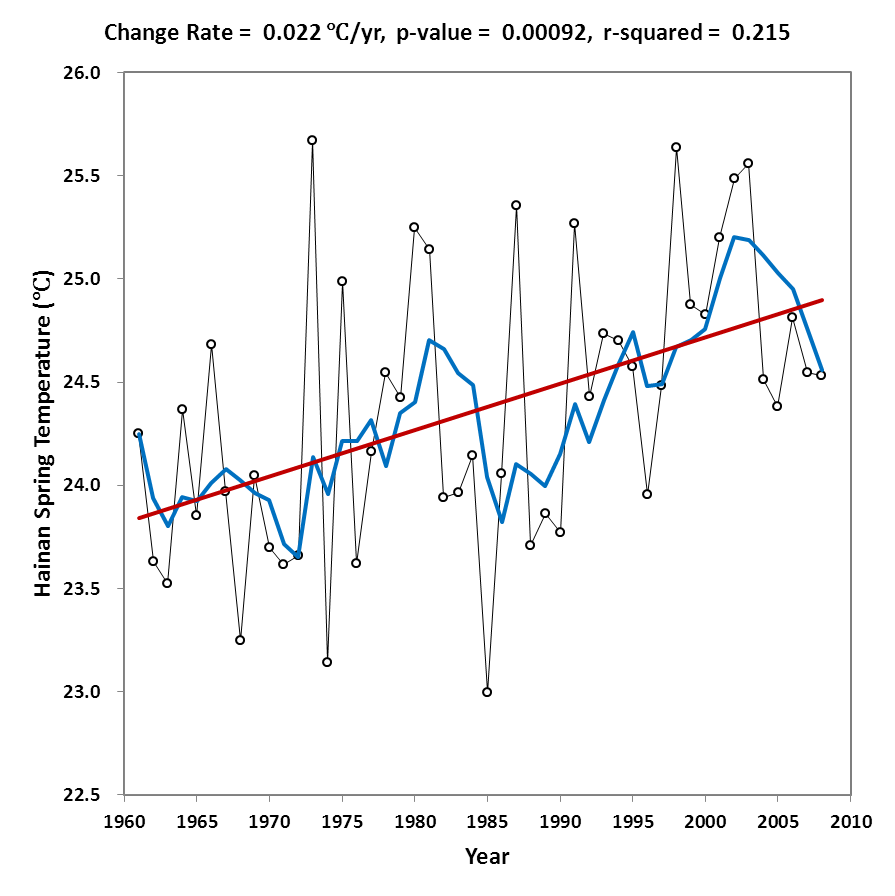 Change Rate = 0.022 ℃/yr, p-value = 0.00092, r-squared = 0.215
26.0
25.5
25.0
24.5
24.0
23.5
23.0
22.5
Hainan Spring Temperature (℃)
1960 1965 1970 1975 1980 1985 1990 1995 2000 2005 2010
Year